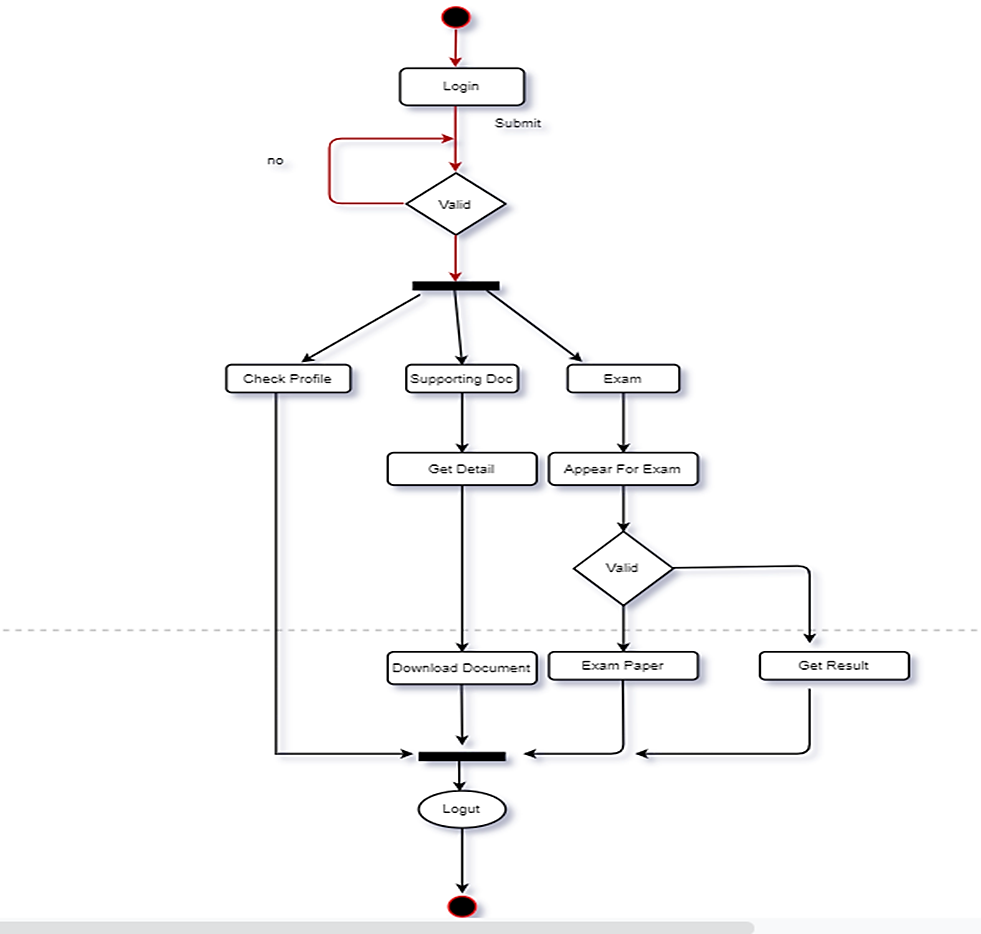 Login
Submit
no
Valid
Check Profile
Supporting Doc
Exam
Get Detail
Appear For Exam
Valid
Download Document
Exam Paper
Get Result
Logut